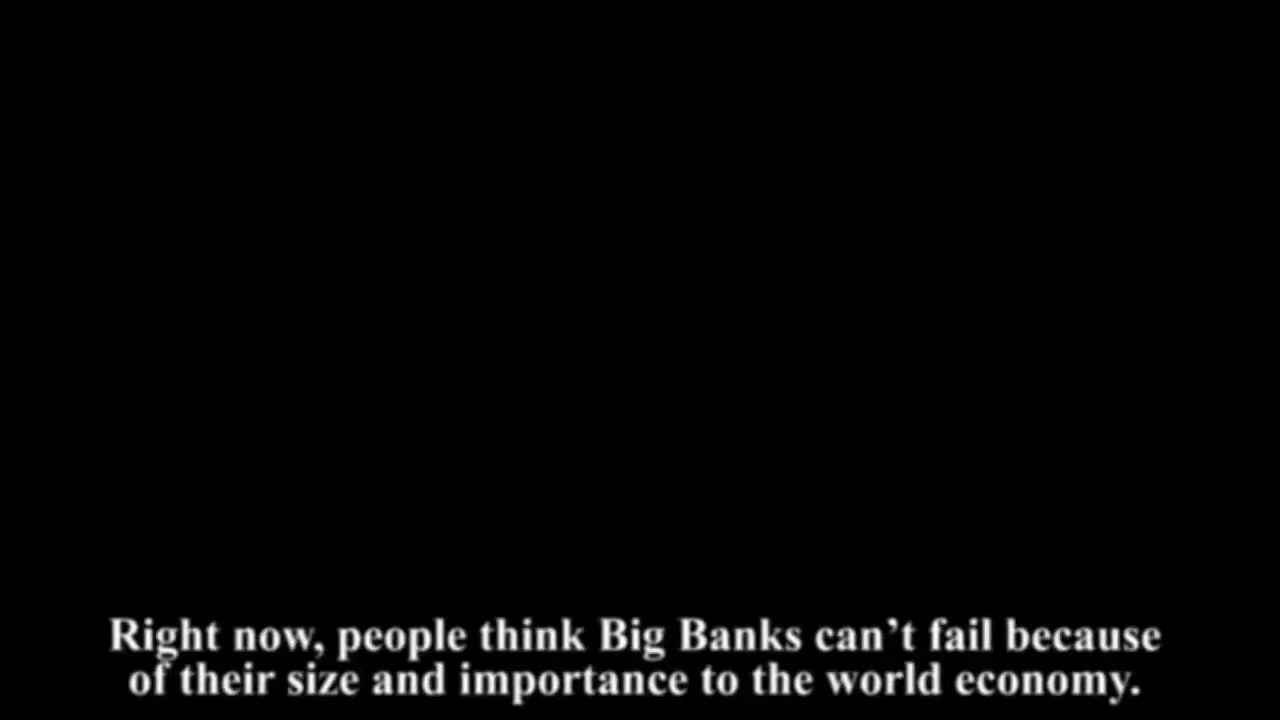 Right now, people think Big Banks can’t fail because
of their size and importance to the world economy.